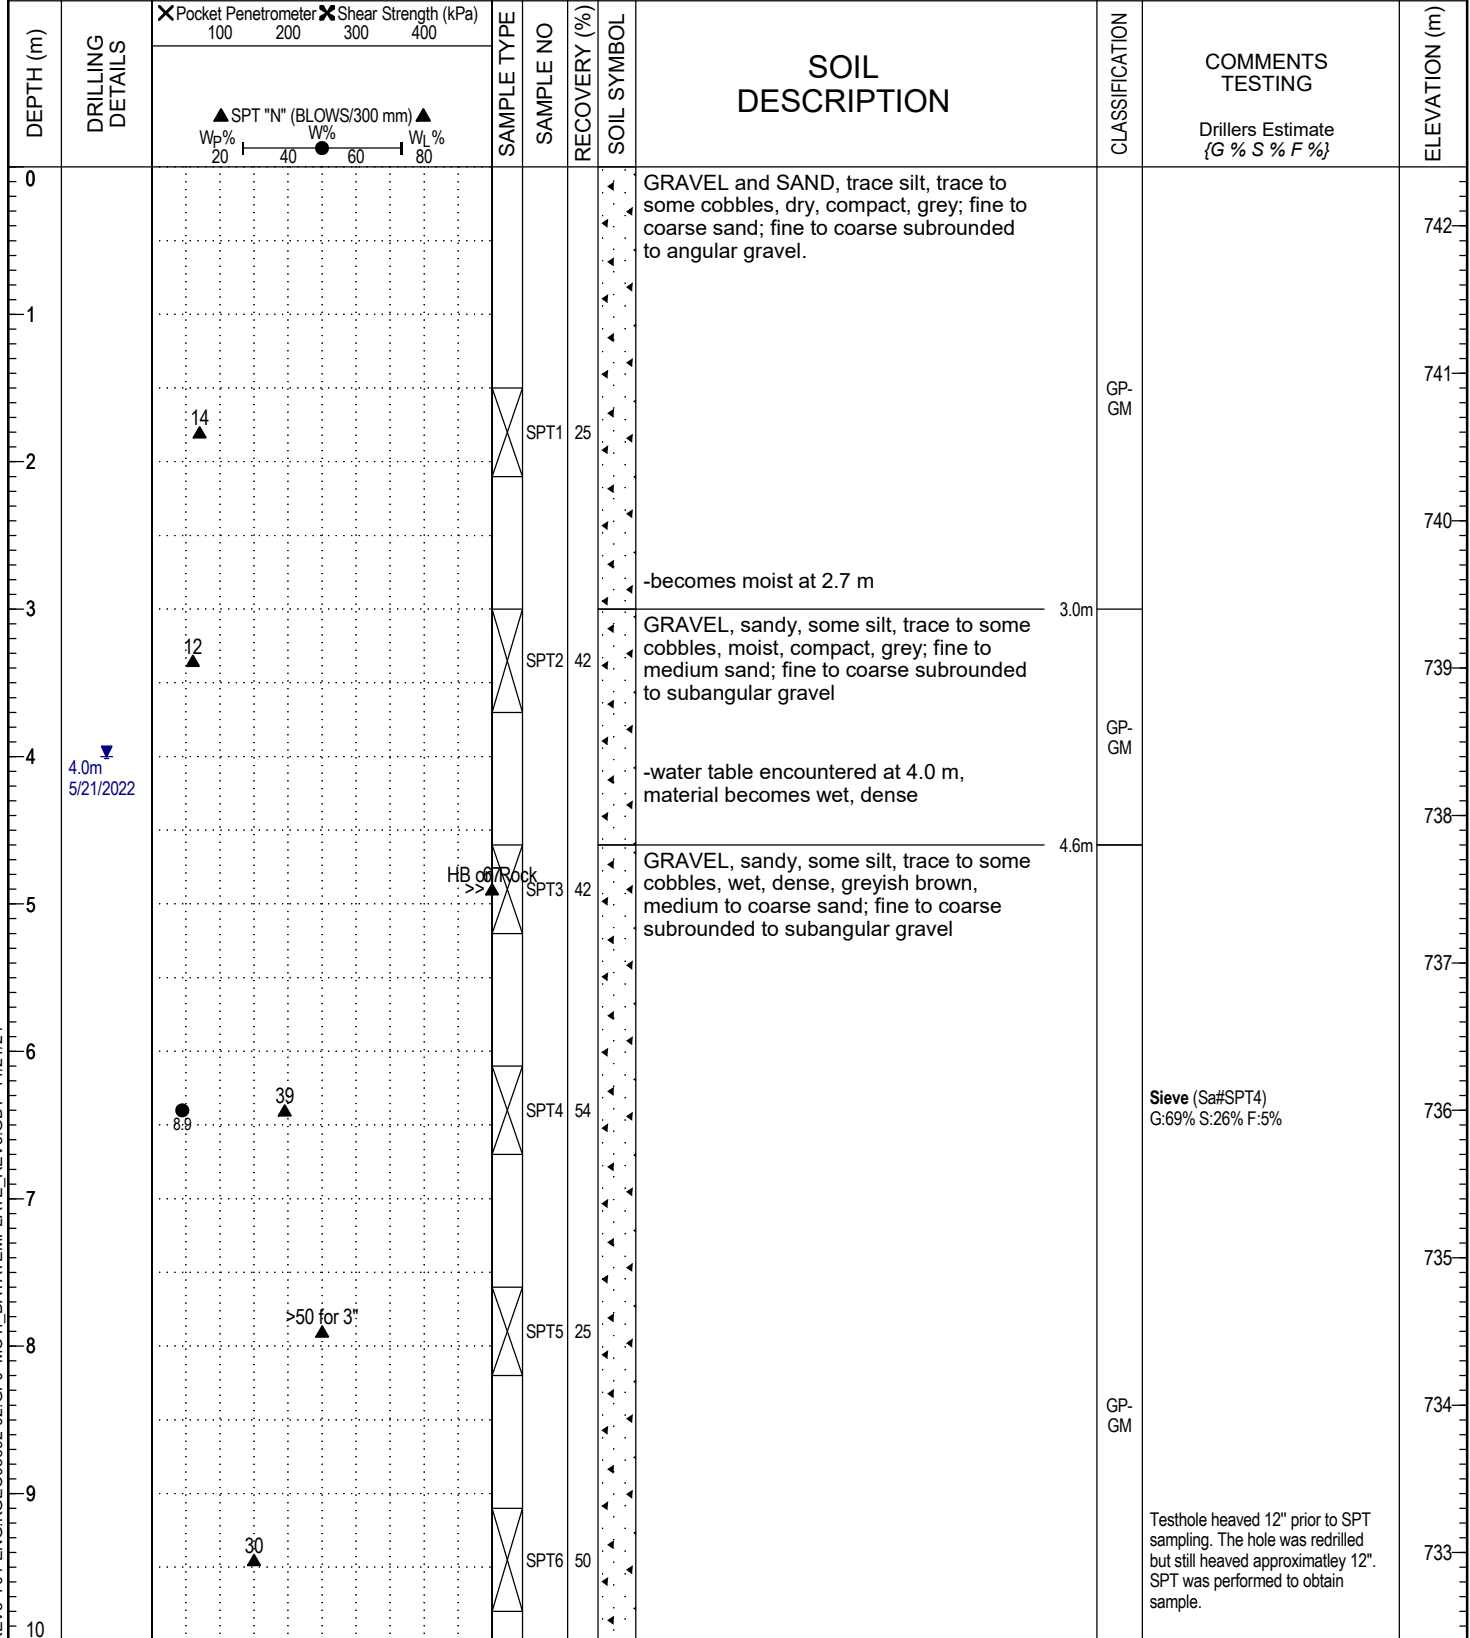 DEPTH (m)
DRILLING
DETAILS
Pocket Penetrometer Shear Strength (kPa)
100 200 300 400
SPT "N" (BLOWS/300 mm)
WP% W% WL%
20 40 60 80
SAMPLE TYPE
SAMPLE NO
RECOVERY (%)
SOIL SYMBOL
SOIL
DESCRIPTION
CLASSIFICATION
COMMENTS
TESTING
Drillers Estimate
{G % S % F %}
ELEVATION (m)
0
GRAVEL and SAND, trace silt, trace to
some cobbles, dry, compact, grey; fine to
coarse sand; fine to coarse subrounded
to angular gravel.
742
1
741
GP-
GM
14
SPT1 25
2
740
-becomes moist at 2.7 m
3
3.0m
GRAVEL, sandy, some silt, trace to some
cobbles, moist, compact, grey; fine to
medium sand; fine to coarse subrounded
to subangular gravel
12
SPT2 42
739
GP-
GM
4
4.0m
5/21/2022
-water table encountered at 4.0 m,
material becomes wet, dense
738
4.6m
GRAVEL, sandy, some silt, trace to some
cobbles, wet, dense, greyish brown,
medium to coarse sand; fine to coarse
subrounded to subangular gravel
HB on Rock
67
>>
SPT3 42
5
737
6
39
8.9
SPT4 54
Sieve (Sa#SPT4)
G:69% S:26% F:5%
736
7
735
>50 for 3"
SPT5 25
8
734
GP-
GM
9
30
SPT6 50
Testhole heaved 12" prior to SPT
sampling. The hole was redrilled
but still heaved approximatley 12".
SPT was performed to obtain
sample.
733
10